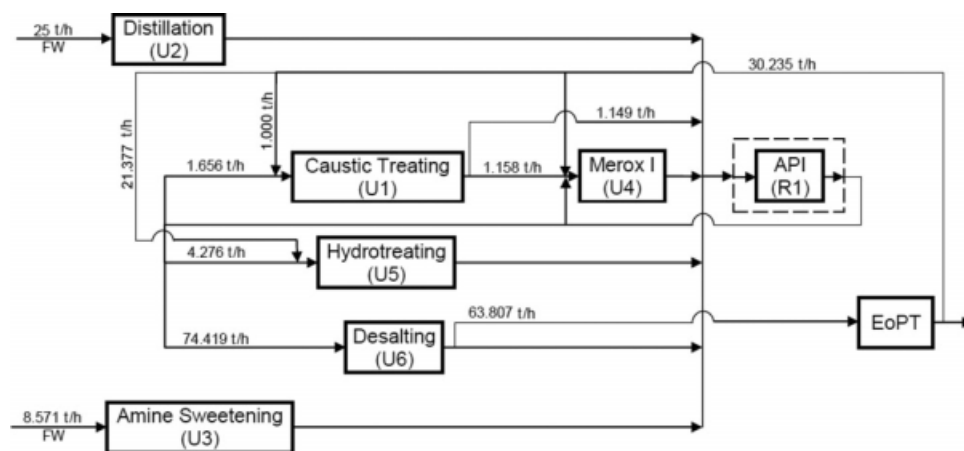 25 t/h
FW
Distillation
(U2)
30.235 t/h
21.377 t/h
1.000 t/h
1.149 t/h
1.656 t/h
Caustic Treating
(U1)
1.158 t/h
Merox I
(U4)
API
(R1)
4.276 t/h
Hydrotreating
(U5)
63.807 t/h
74.419 t/h
Desalting
(U6)
EoPT
8.571 t/h
FW
Amine Sweetening
(U3)